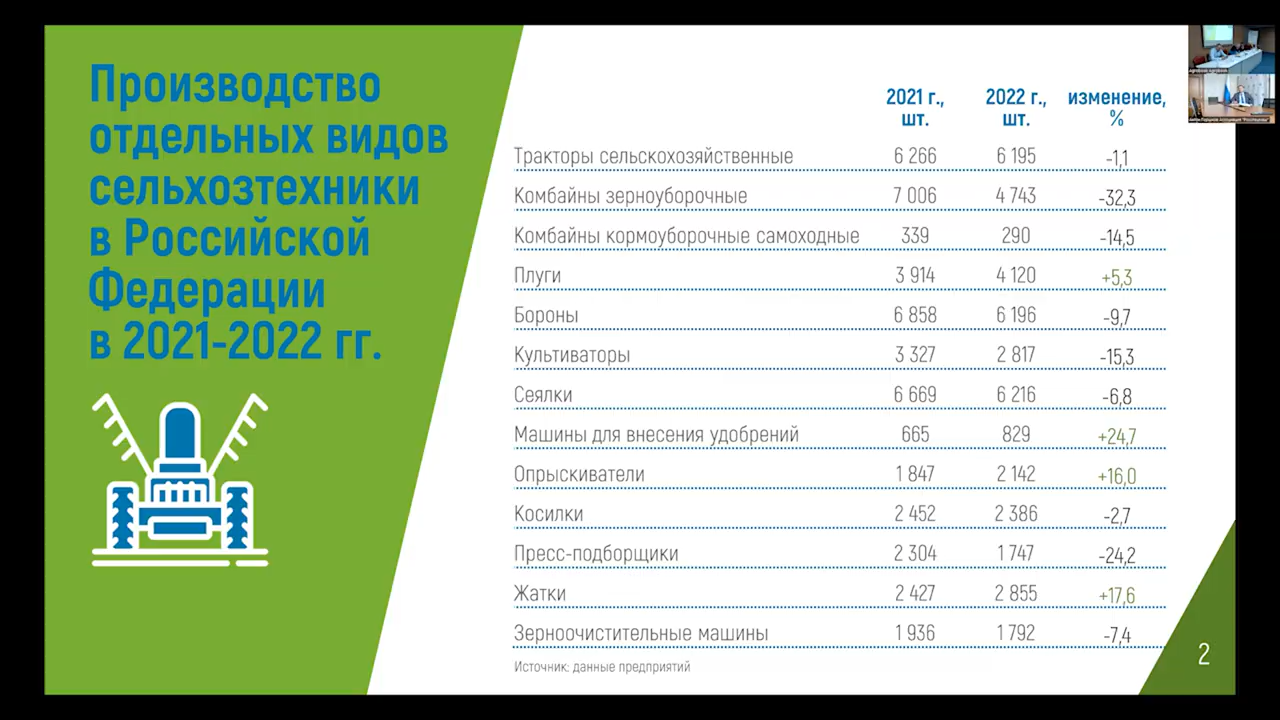 Производство
отдельных видов
сельхозтехники
в Российской
Федерации
в 2021-2022 гг.
2021 г., шт. 2022 г., шт. изменение, %
Тракторы сельскохозяйственные 6 266 6 195 -1,1
Комбайны зерноуборочные 7 006 4 743 -32,3
Комбайны кормоуборочные самоходные 339 290 -14,5
Плуги 3 914 4 120 +5,3
Бороны 6 858 6 196 -9,7
Культиваторы 3 327 2 817 -15,3
Сеялки 6 669 6 216 -6,8
Машины для внесения удобрений 665 829 +24,7
Опрыскиватели 1 847 2 142 +16,0
Косилки 2 452 2 386 -2,7
Пресс-подборщики 2 304 1 747 -24,2
Жатки 2 427 2 855 +17,6
Зерноочистительные машины 1 936 1 792 -7,4
Источник: данные предприятий
2